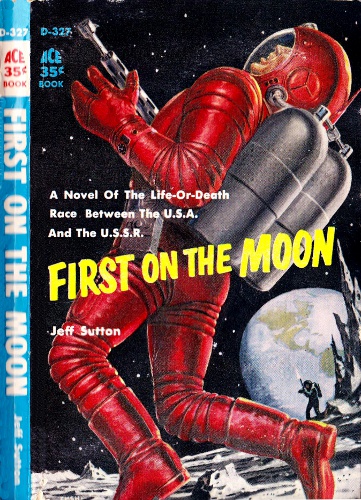 D-327
ACE
35¢
BOOK
FIRST ON THE MOON
Jeff Sutton
D-327
ACE
35¢
BOOK
A Novel Of The Life-Or-Death
Race Between The U.S.A.
And The U.S.S.R.
FIRST ON THE MOON
Jeff Sutton